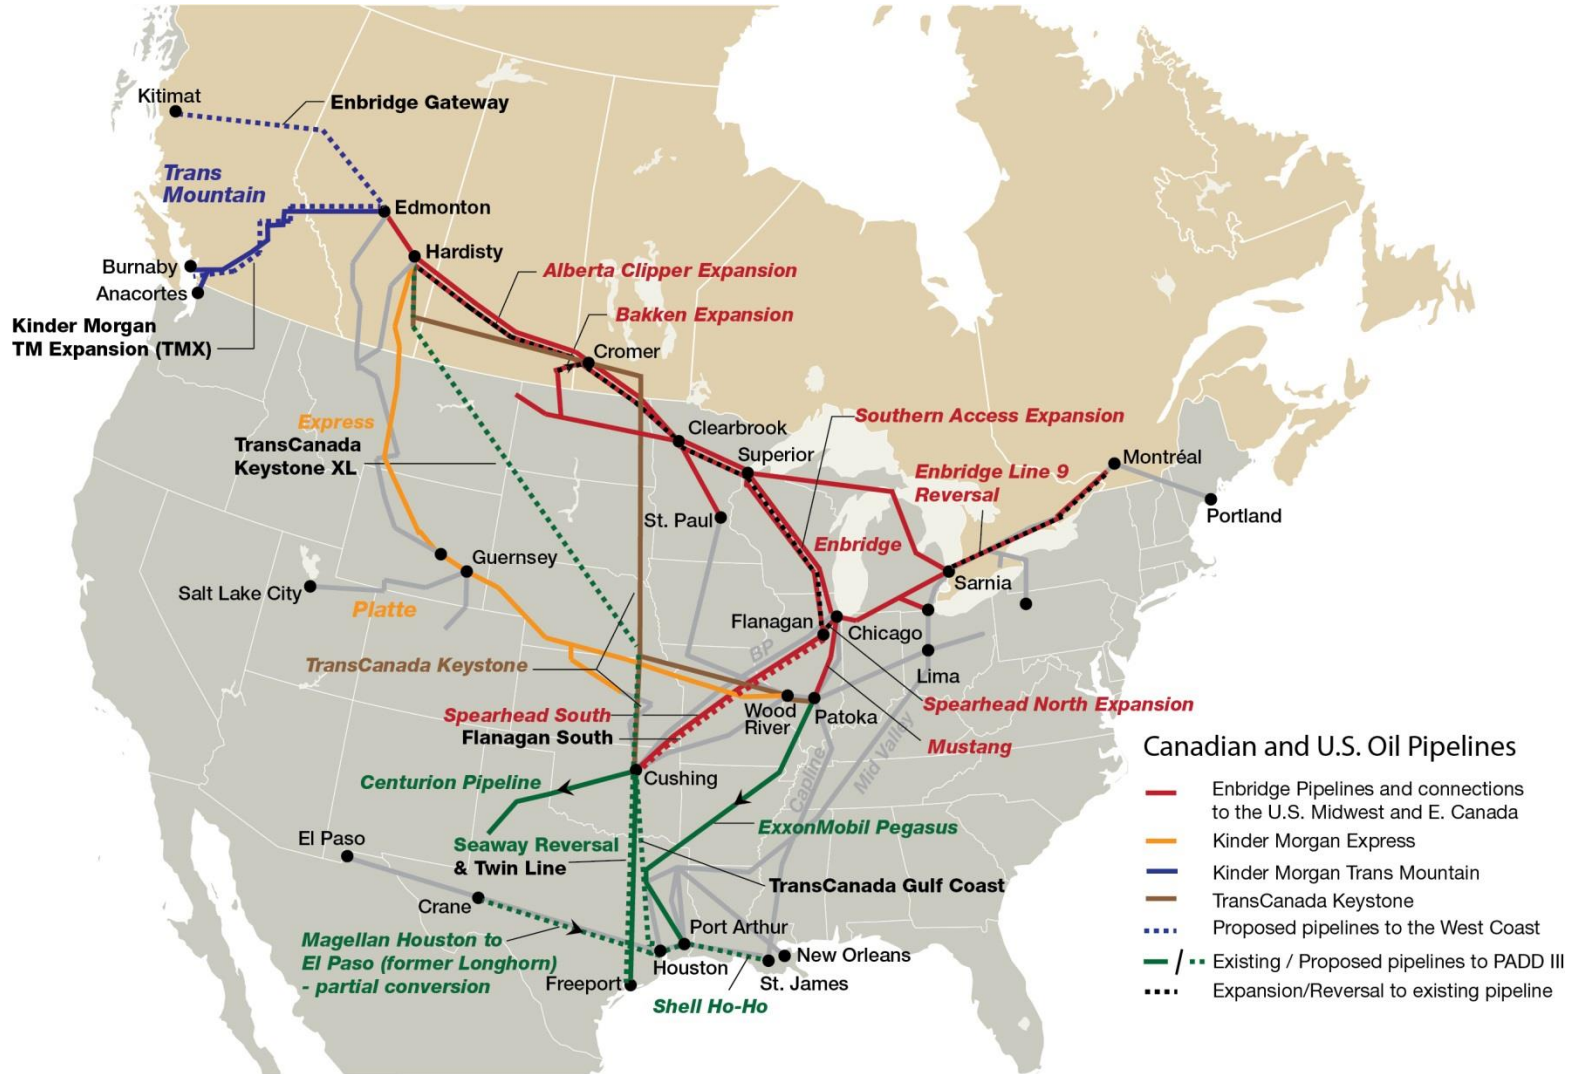 Kitimat
Enbridge Gateway
Trans
Mountain
Edmonton
Hardisty
Burnaby
Anacortes
Alberta Clipper Expansion
Bakken Expansion
Kinder Morgan
TM Expansion (TMX)
Cromer
Express
TransCanada
Keystone XL
Clearbrook
Superior
Southern Access Expansion
Enbridge Line 9
Reversal
Montréal
Portland
St. Paul
Enbridge
Guernsey
Salt Lake City
Platte
Sarnia
Flanagan
Chicago
BP
Lima
TransCanada Keystone
Spearhead South
Flanagan South
Wood
River
Patoka
Spearhead North Expansion
Mustang
Capline
Mid Valley
Cushing
Centurion Pipeline
ExxonMobil Pegasus
Seaway Reversal
& Twin Line
El Paso
TransCanada Gulf Coast
Crane
Magellan Houston to
El Paso (former Longhorn)
- partial conversion
Port Arthur
Houston
New Orleans
St. James
Freeport
Shell Ho-Ho
Canadian and U.S. Oil Pipelines
Enbridge Pipelines and connections
to the U.S. Midwest and E. Canada
Kinder Morgan Express
Kinder Morgan Trans Mountain
TransCanada Keystone
Proposed pipelines to the West Coast
/ Existing / Proposed pipelines to PADD III
Expansion/Reversal to existing pipeline